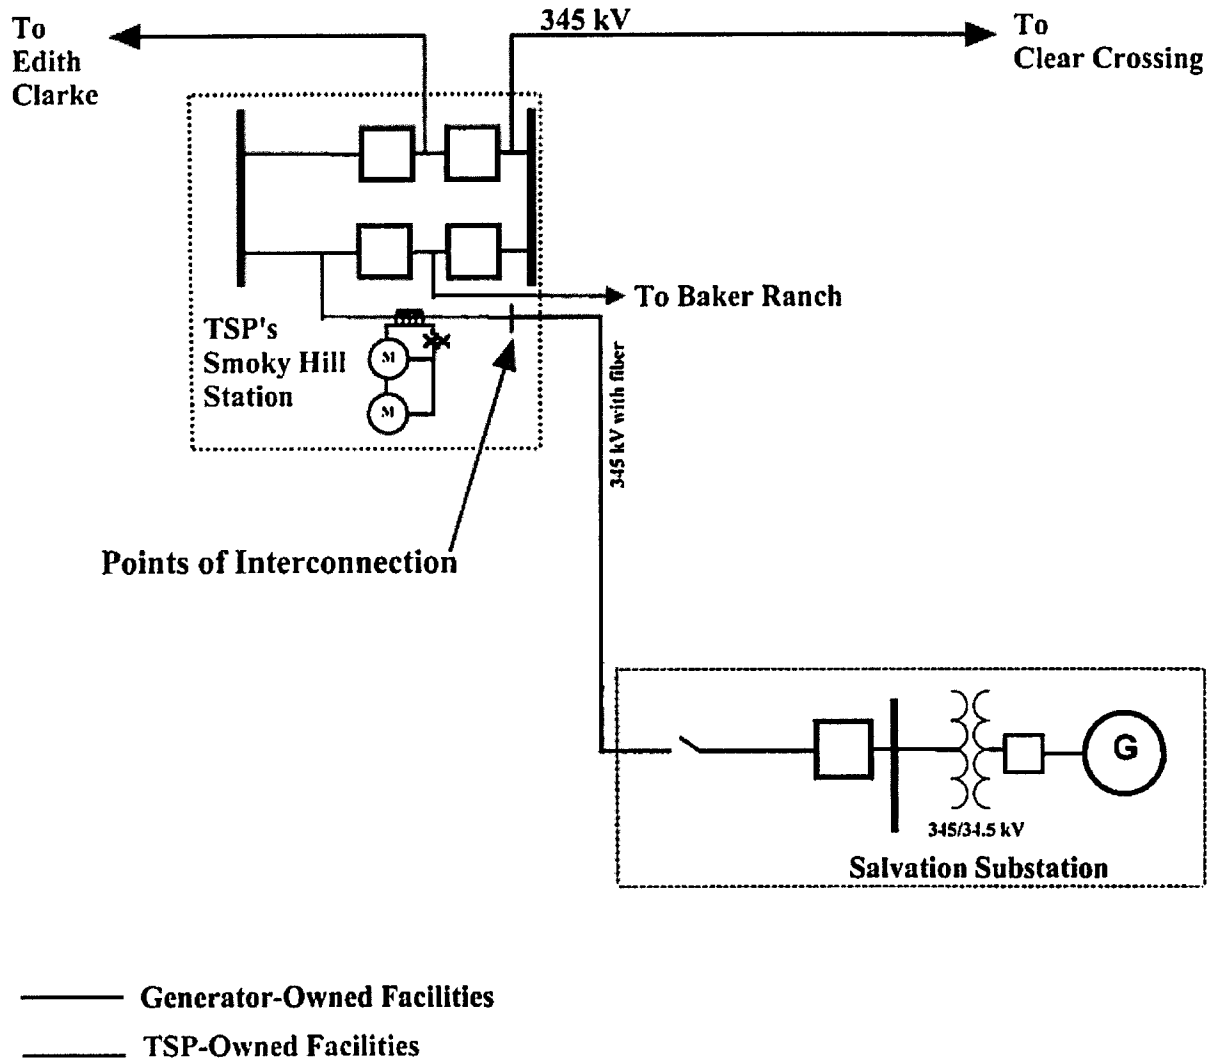 To
Edith
Clarke
345 kV
To
Clear Crossing
To Baker Ranch
TSP's
Smoky Hill
Station
M
M
345 kV with fiber
Points of Interconnection
G
345/34.5 kV
Salvation Substation
Generator-Owned Facilities
TSP-Owned Facilities